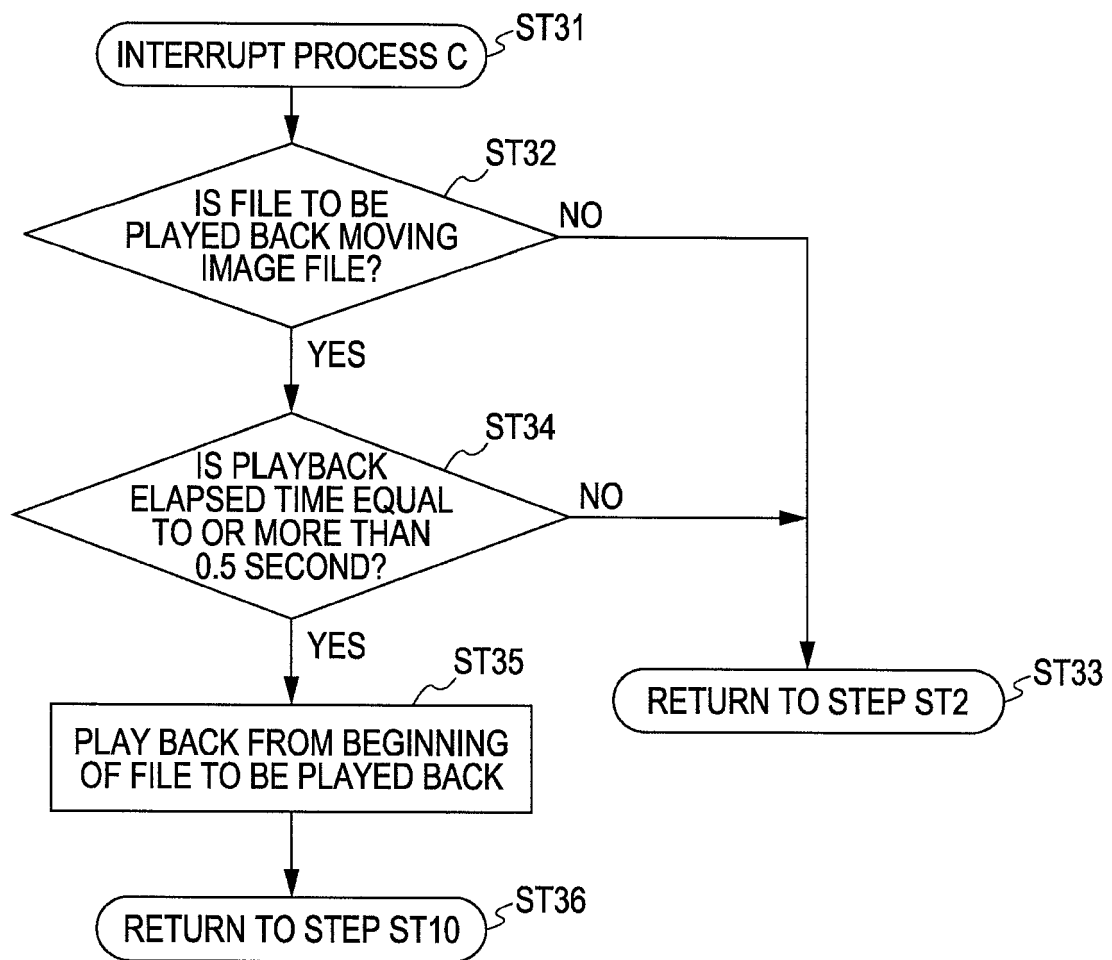 INTERRUPT PROCESS C
ST31
ST32
IS FILE TO BE
PLAYED BACK MOVING
IMAGE FILE?
NO
YES
ST34
IS PLAYBACK
ELAPSED TIME EQUAL
TO OR MORE THAN
0.5 SECOND?
NO
YES
ST35
PLAY BACK FROM BEGINNING
OF FILE TO BE PLAYED BACK
ST33
RETURN TO STEP ST2
ST36
RETURN TO STEP ST10